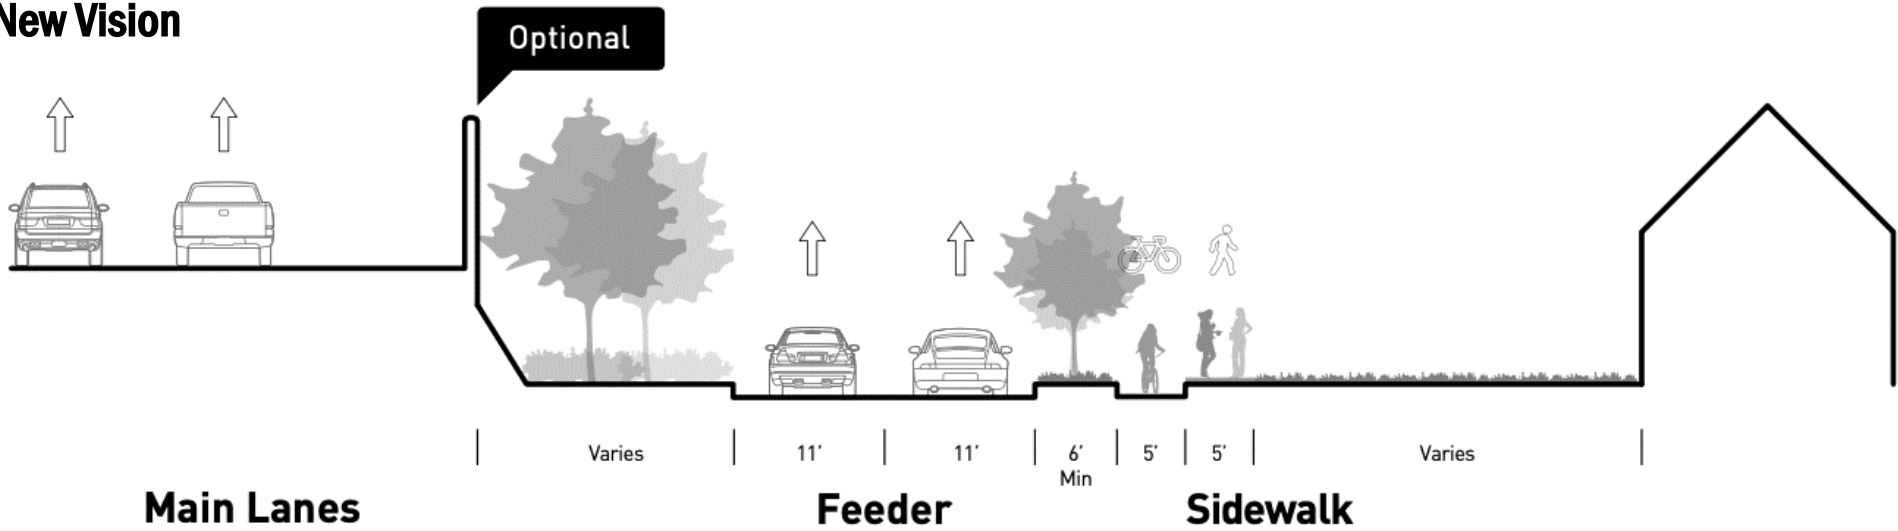 New Vision
Optional
Varies
11’
11’
6’
Min
5’
5’
Varies
Main Lanes
Feeder
Sidewalk